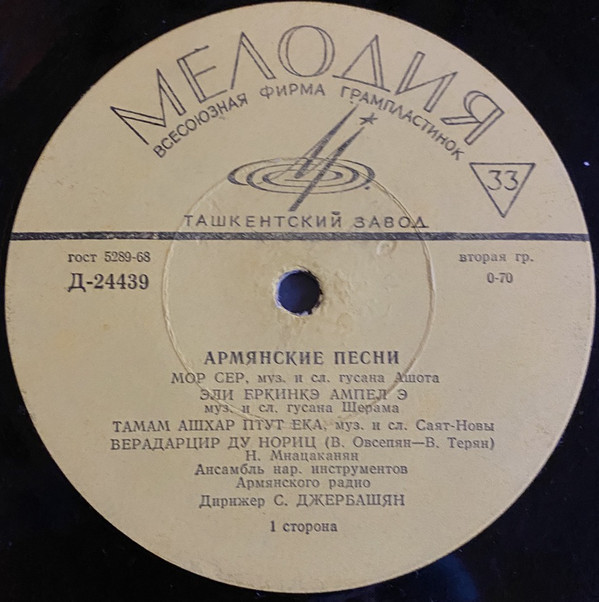 МЕЛОДИЯ
ВСЕСОЮЗНАЯ ФИРМА ГРАМПЛАСТИНОК
33
ТАШКЕНТСКИЙ ЗАВОД
гост 5289-68
вторая гр.
Д-24439
0-70
АРМЯНСКИЕ ПЕСНИ
МОР СЕР, муз. и сл. гусана Ашота
ЭЛИ ЕРКИНКЭ АМПЕЛ Э
муз. и сл. гусана Шерама
ТАМАМ АШХАР ПТУТ ЕКА, муз. и сл. Саят-Новы
ВЕРАДАРЦИР ДУ НОРИЦ (В. Овсепян—В. Терян)
Н. Мнацаканян
Ансамбль нар. инструментов
Армянского радио
Дирижер С. ДЖЕРБАШЯН
1 сторона